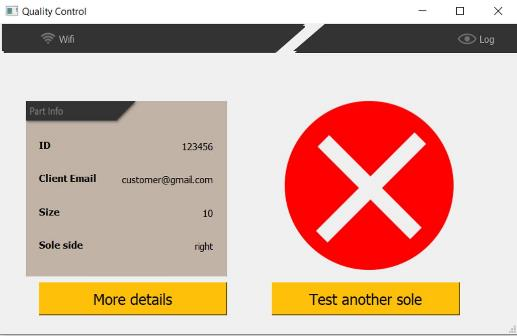 Quality Control
Wifi
Log
Part Info
ID 123456
Client Email customer@gmail.com
Size 10
Sole side right
More details
Test another sole